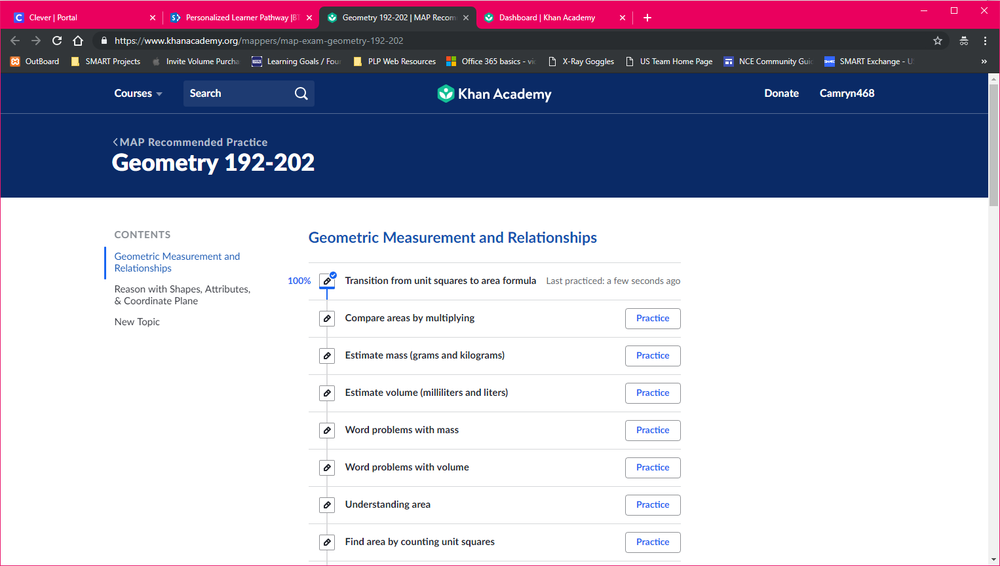 Clever | Portal
Personalized Learner Pathway |BT
Geometry 192-202 | MAP Recom
Dashboard | Khan Academy
https://www.khanacademy.org/mappers/map-exam-geometry-192-202
OutBoard
SMART Projects
Invite Volume Purcha
Learning Goals / Four
PLP Web Resources
Office 365 basics - vid
X-Ray Goggles
US Team Home Page
NCE Community Guid
SMART Exchange - US
»
Courses
Search
Khan Academy
Donate
Camryn468
MAP Recommended Practice
Geometry 192-202
CONTENTS
Geometric Measurement and
Relationships
Reason with Shapes, Attributes,
& Coordinate Plane
New Topic
Geometric Measurement and Relationships
100% Transition from unit squares to area formula Last practiced: a few seconds ago
Compare areas by multiplying Practice
Estimate mass (grams and kilograms) Practice
Estimate volume (milliliters and liters) Practice
Word problems with mass Practice
Word problems with volume Practice
Understanding area Practice
Find area by counting unit squares Practice